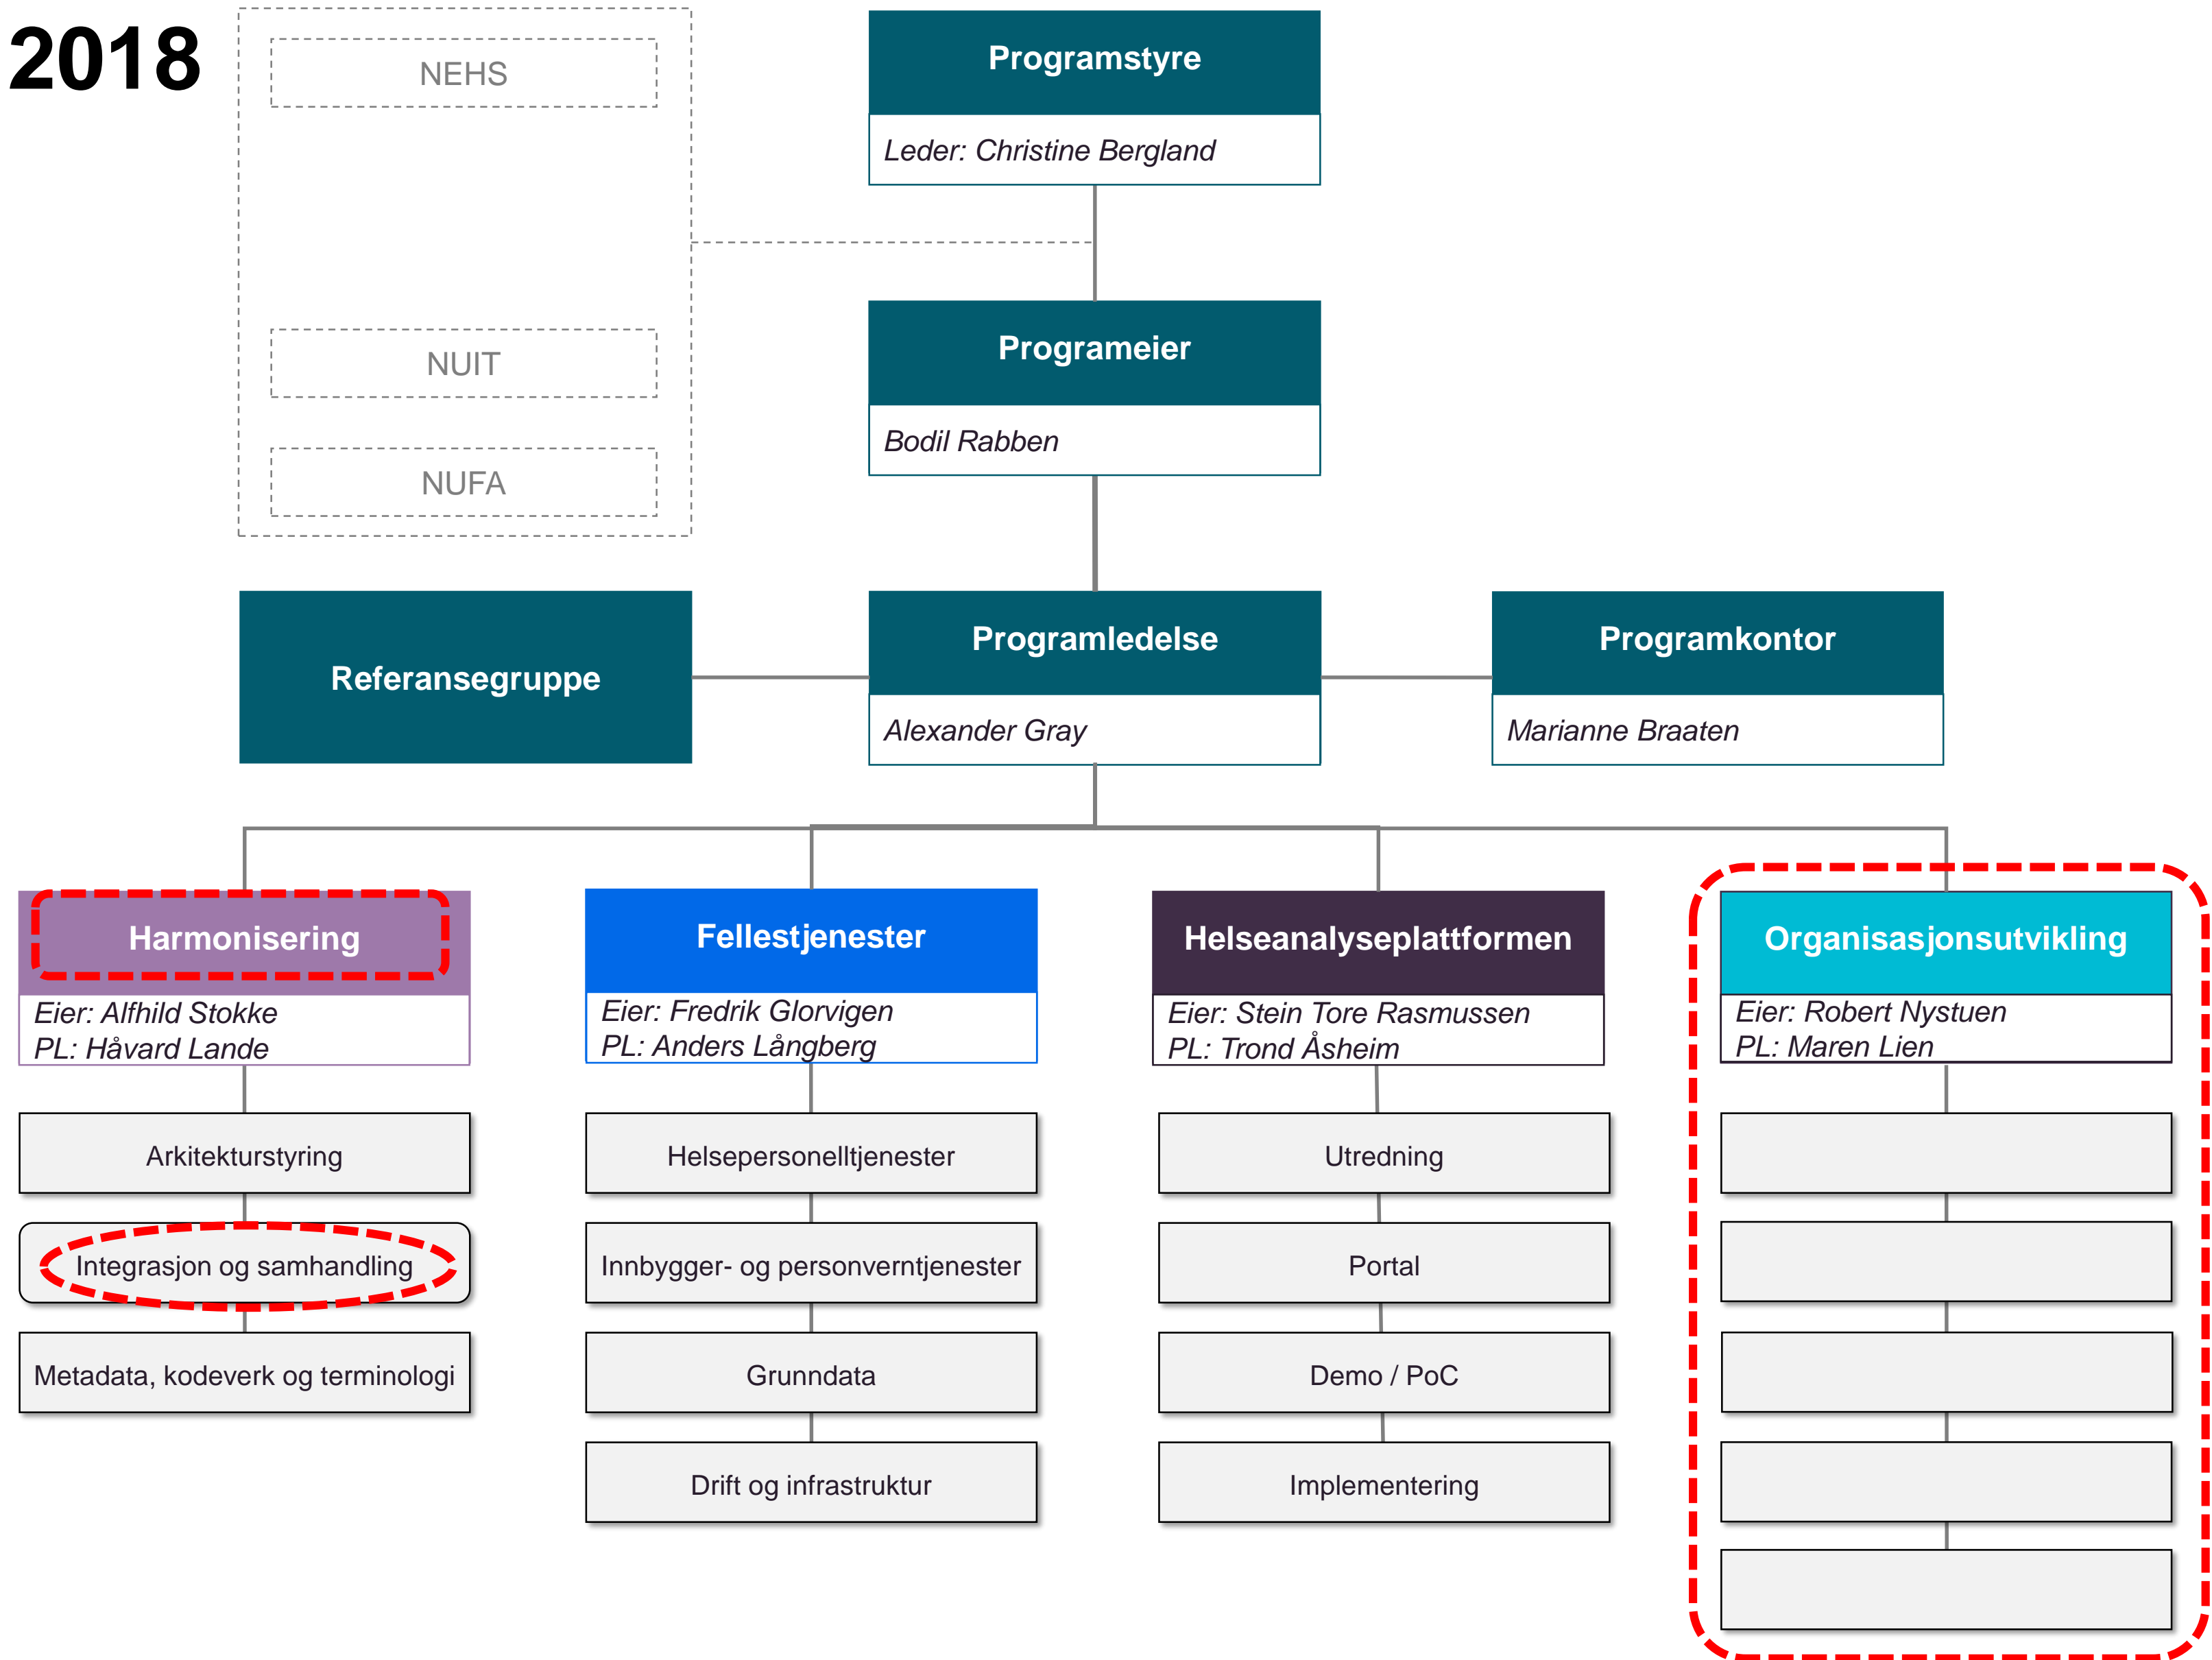 2018
NEHS
NUIT
NUFA
Programstyre
Leder: Christine Bergland
Programeier
Bodil Rabben
Referansegruppe
Programledelse
Alexander Gray
Programkontor
Marianne Braaten
Harmonisering
Eier: Alfhild Stokke
PL: Håvard Lande
Arkitekturstyring
Integrasjon og samhandling
Metadata, kodeverk og terminologi
Fellestjenester
Eier: Fredrik Glorvigen
PL: Anders Långberg
Helsepersonelltjenester
Innbygger- og personverntjenester
Grunndata
Drift og infrastruktur
Helseanalyseplattformen
Eier: Stein Tore Rasmussen
PL: Trond Åsheim
Utredning
Portal
Demo / PoC
Implementering
Organisasjonsutvikling
Eier: Robert Nystuen
PL: Maren Lien